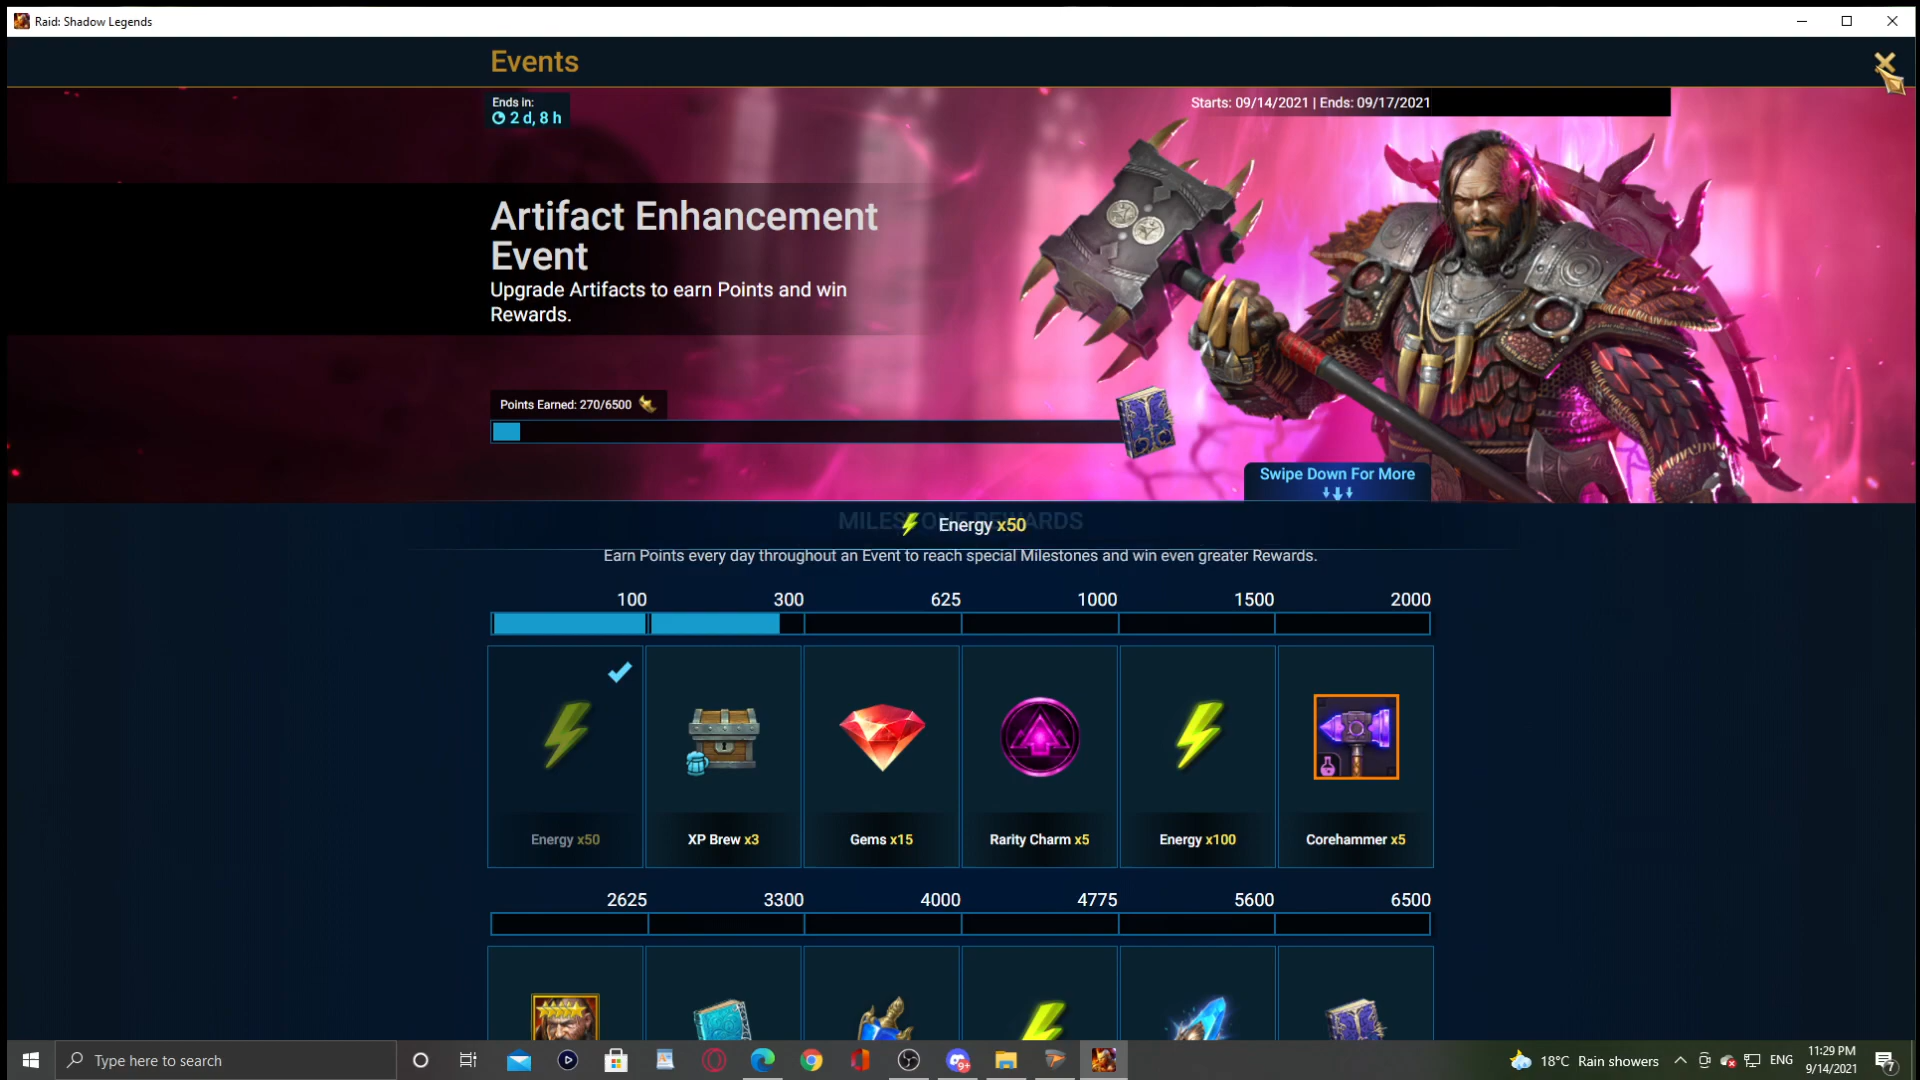 Raid: Shadow Legends
Events
Ends in:
2 d, 8 h
Starts: 09/14/2021 | Ends: 09/17/2021
Artifact Enhancement
Event
Upgrade Artifacts to earn Points and win
Rewards.
Points Earned: 270/6500
Swipe Down For More
MILESTONE REWARDS
Energy x50
Earn Points every day throughout an Event to reach special Milestones and win even greater Rewards.
100 300 625 1000 1500 2000
Energy x50 XP Brew x3 Gems x15 Rarity Charm x5 Energy x100 Corehammer x5
2625 3300 4000 4775 5600 6500
Type here to search
9+
18°C Rain showers
ENG
11:29 PM
9/14/2021
7